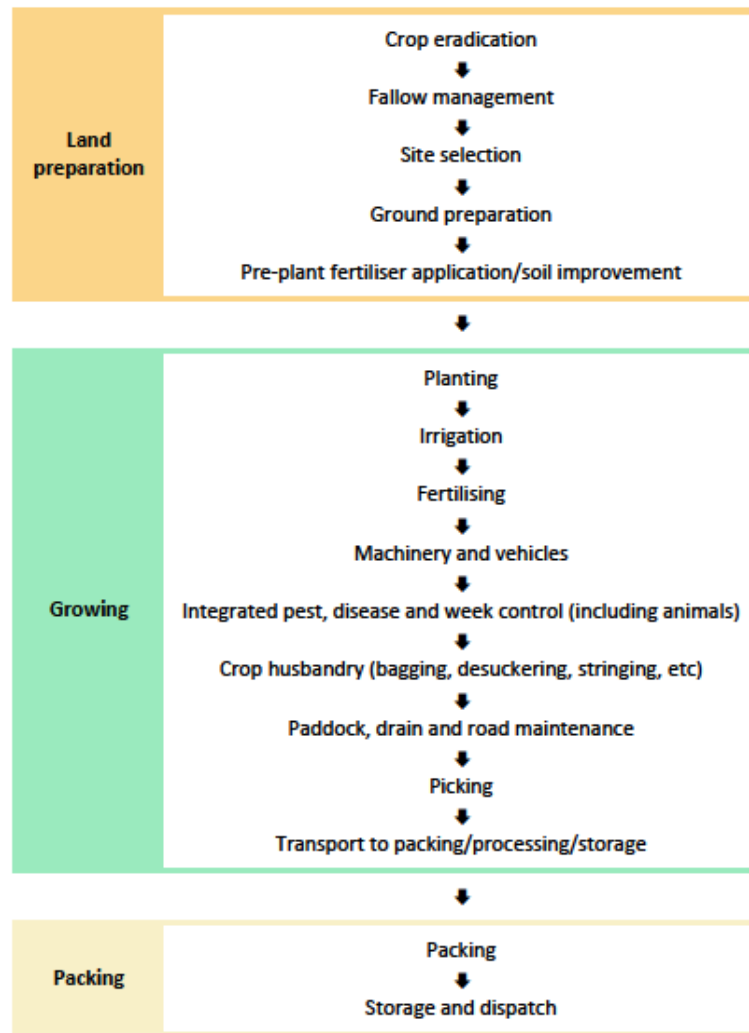 Land
preparation
Crop eradication
Fallow management
Site selection
Ground preparation
Pre-plant fertiliser application/soil improvement
Growing
Planting
Irrigation
Fertilising
Machinery and vehicles
Integrated pest, disease and week control (including animals)
Crop husbandry (bagging, desuckering, stringing, etc)
Paddock, drain and road maintenance
Picking
Transport to packing/processing/storage
Packing
Packing
Storage and dispatch